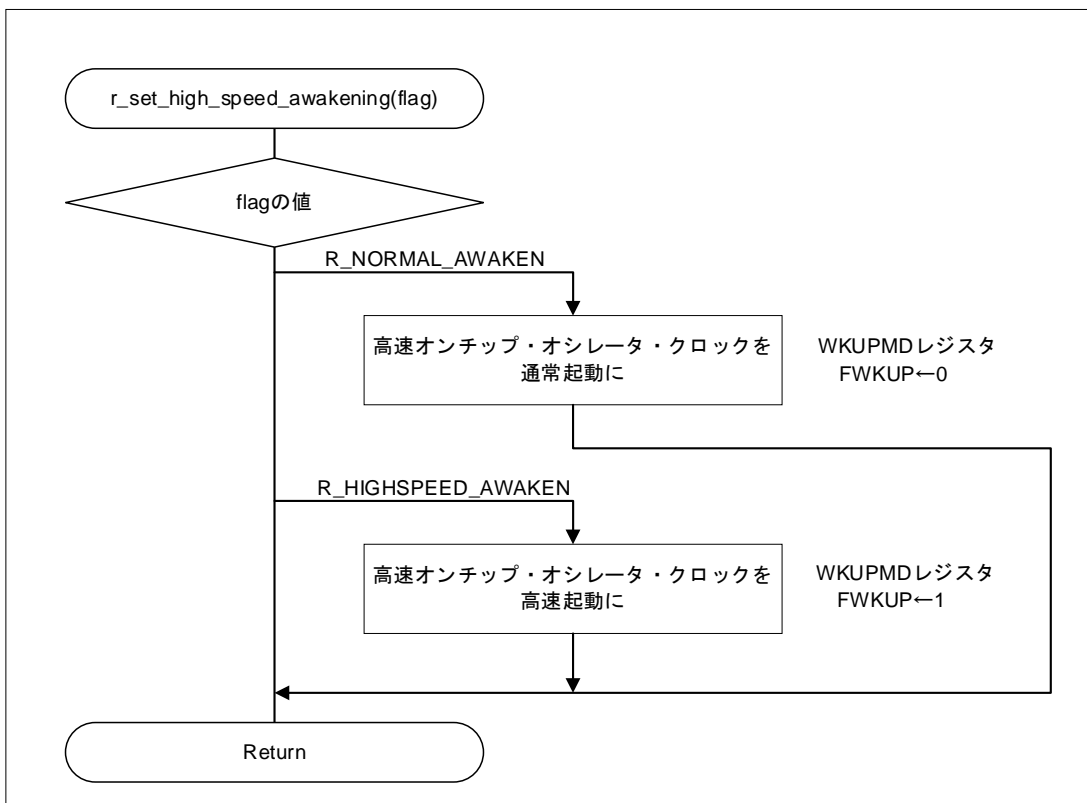 r_set_high_speed_awakening(flag)
flagの値
R_NORMAL_AWAKEN
高速オンチップ・オシレータ・クロックを
通常起動に
WKUPMDレジスタ
FWKUP←0
R_HIGHSPEED_AWAKEN
高速オンチップ・オシレータ・クロックを
高速起動に
WKUPMDレジスタ
FWKUP←1
Return